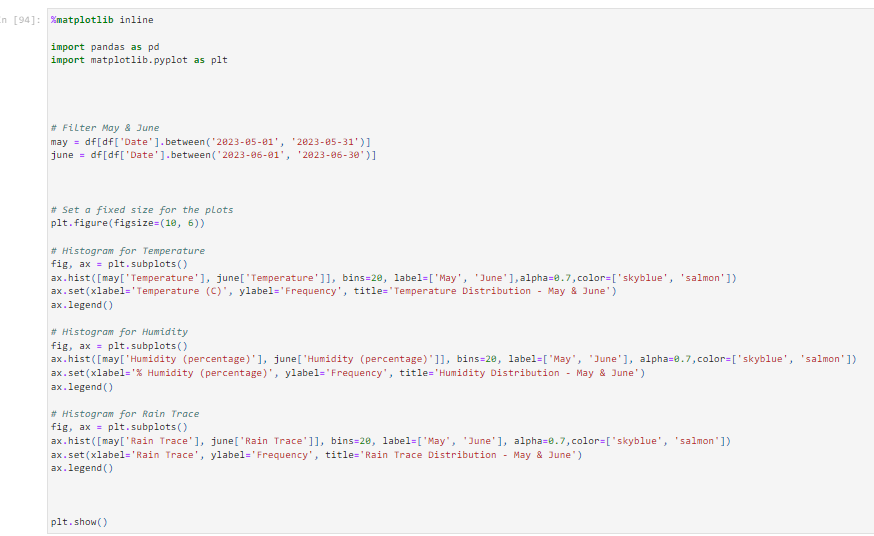 n [94]:
%matplotlib inline
import pandas as pd
import matplotlib.pyplot as plt
# Filter May & June
may = df[df['Date'].between('2023-05-01', '2023-05-31')]
june = df[df['Date'].between('2023-06-01', '2023-06-30')]
# Set a fixed size for the plots
plt.figure(figsize=(10, 6))
# Histogram for Temperature
fig, ax = plt.subplots()
ax.hist([may['Temperature'], june['Temperature']], bins=20, label=['May', 'June'],alpha=0.7,color=['skyblue', 'salmon'])
ax.set(xlabel='Temperature (C)', ylabel='Frequency', title='Temperature Distribution - May & June')
ax.legend()
# Histogram for Humidity
fig, ax = plt.subplots()
ax.hist([may['Humidity (percentage)'], june['Humidity (percentage)']], bins=20, label=['May', 'June'], alpha=0.7,color=['skyblue', 'salmon'])
ax.set(xlabel='% Humidity (percentage)', ylabel='Frequency', title='Humidity Distribution - May & June')
ax.legend()
# Histogram for Rain Trace
fig, ax = plt.subplots()
ax.hist([may['Rain Trace'], june['Rain Trace']], bins=20, label=['May', 'June'], alpha=0.7,color=['skyblue', 'salmon'])
ax.set(xlabel='Rain Trace', ylabel='Frequency', title='Rain Trace Distribution - May & June')
ax.legend()
plt.show()